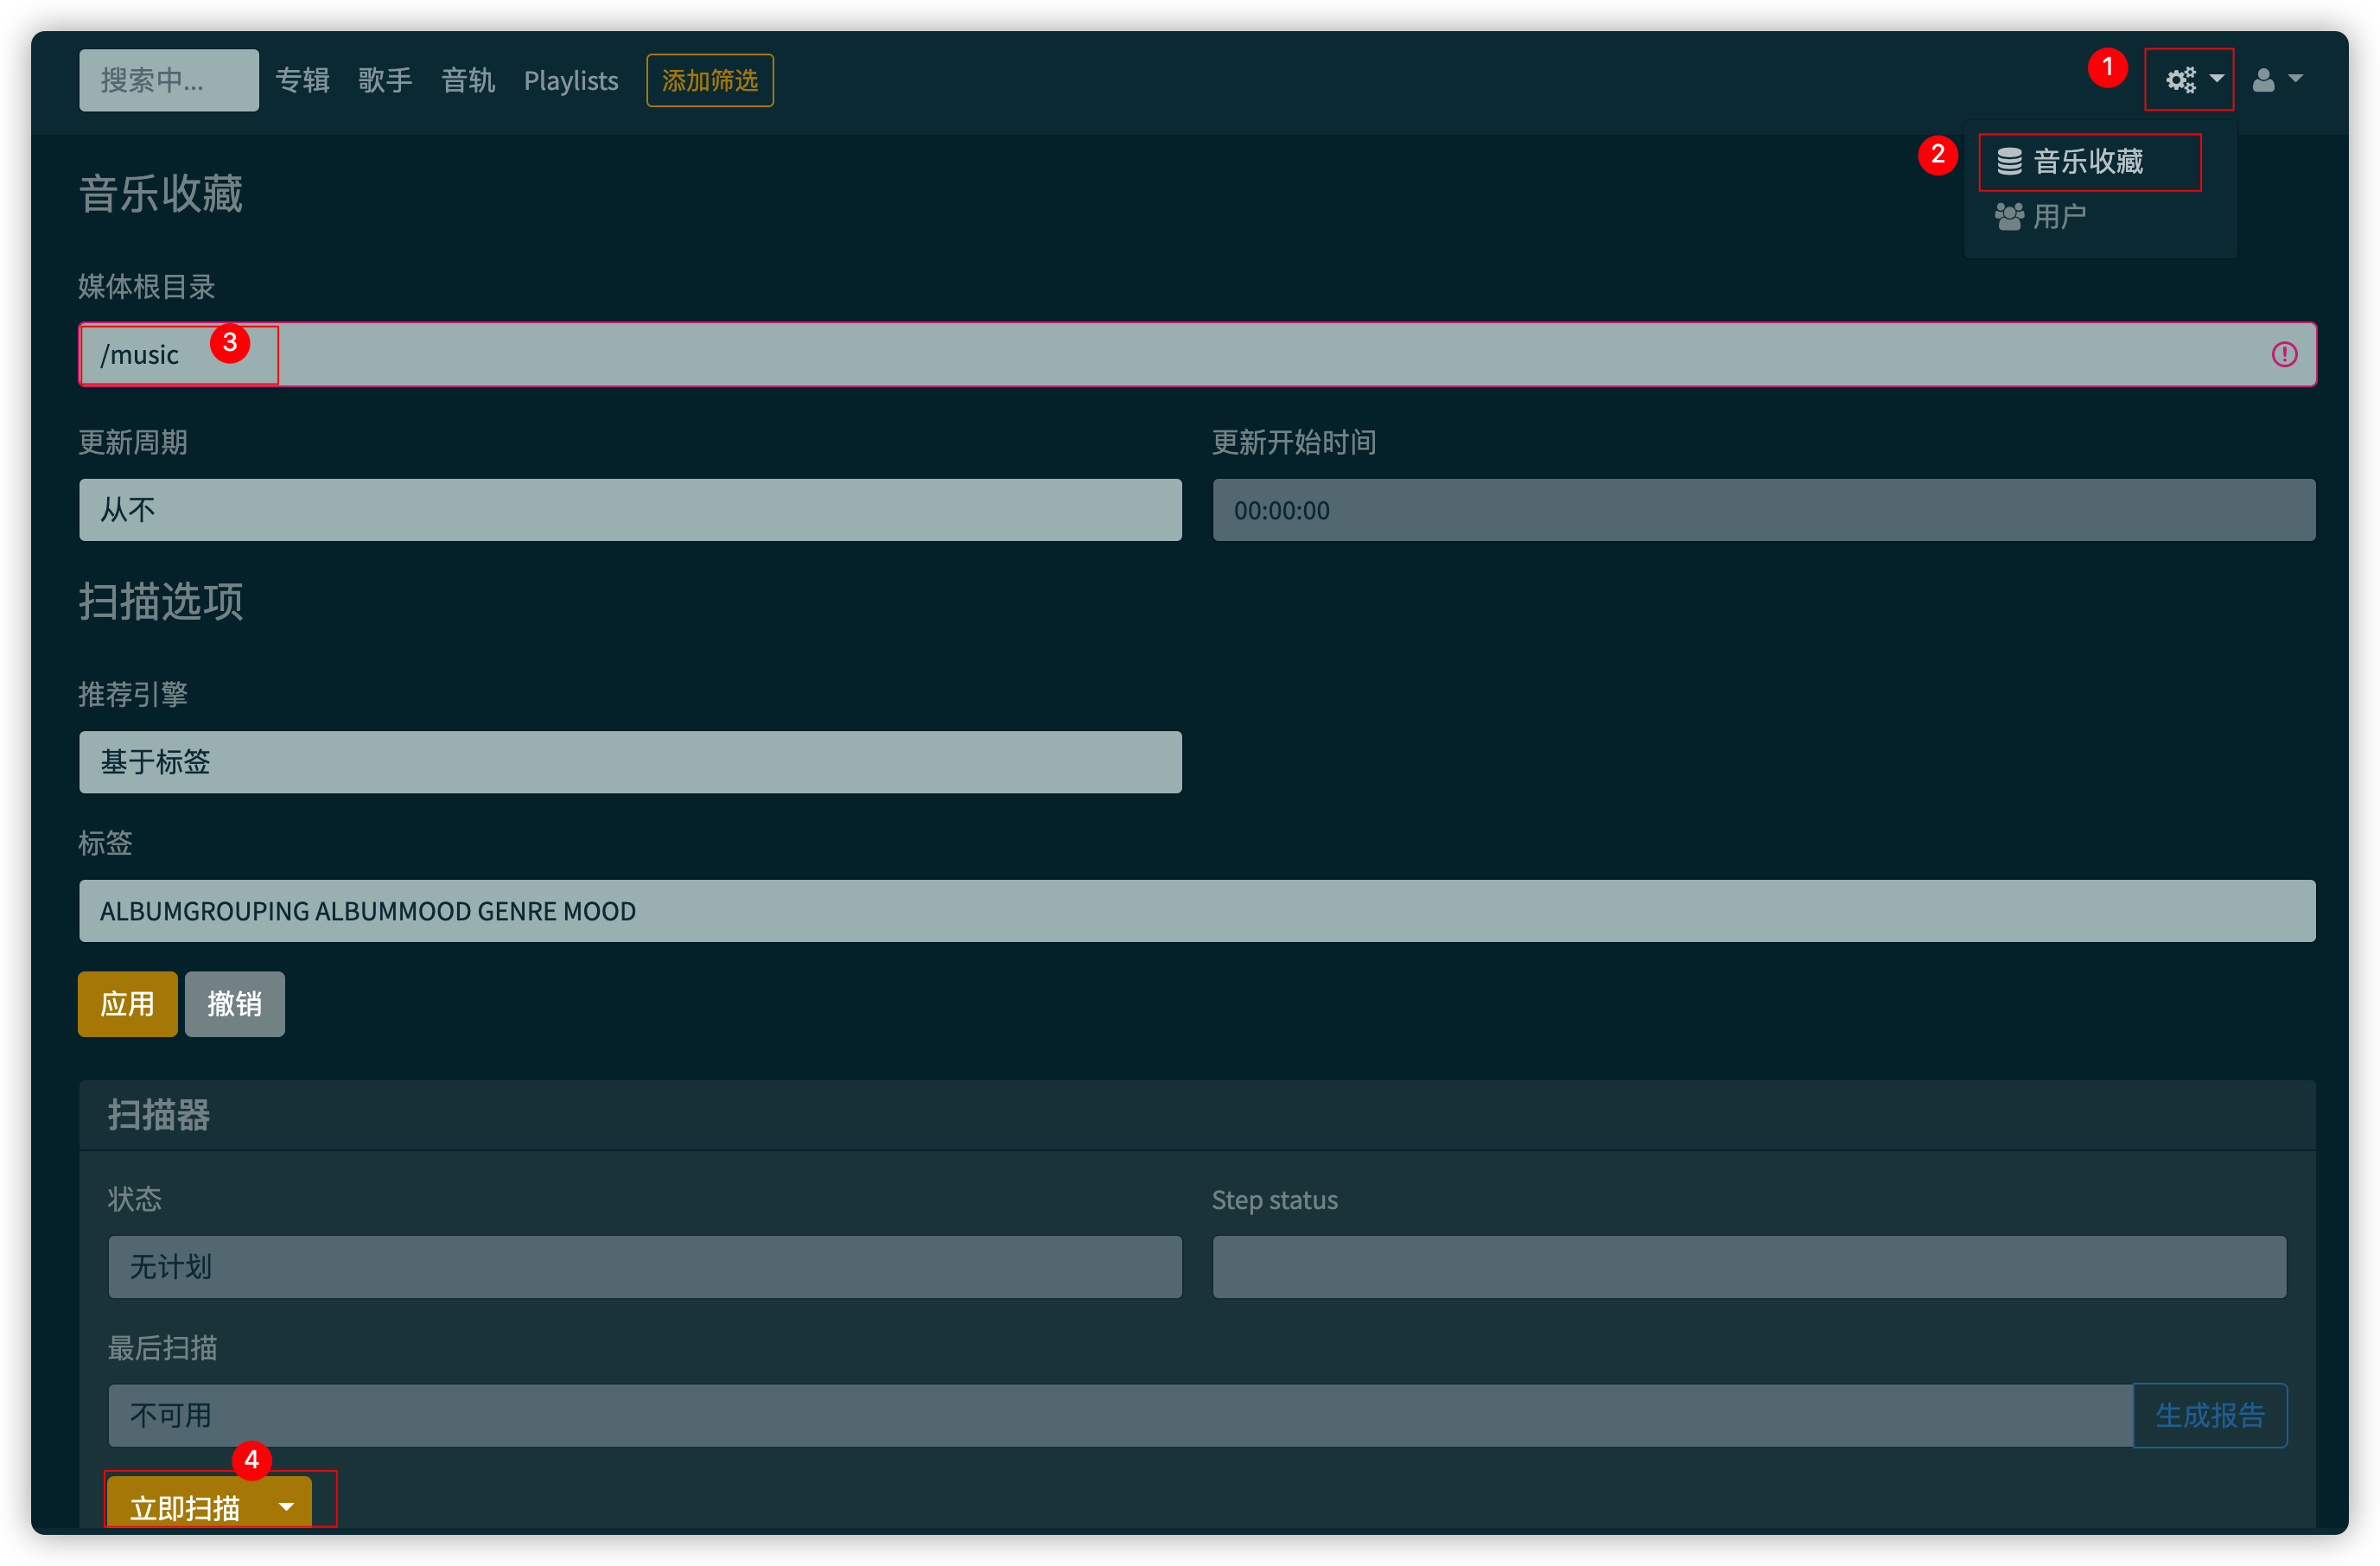 搜索中... 专辑 歌手 音轨 Playlists 添加筛选 1
2 音乐收藏
用户
音乐收藏
媒体根目录
/music 3
更新周期 更新开始时间
从不 00:00:00
扫描选项
推荐引擎
基于标签
标签
ALBUMGROUPING ALBUMMOOD GENRE MOOD
应用 撤销
扫描器
状态 Step status
无计划
最后扫描
不可用 生成报告
4
立即扫描